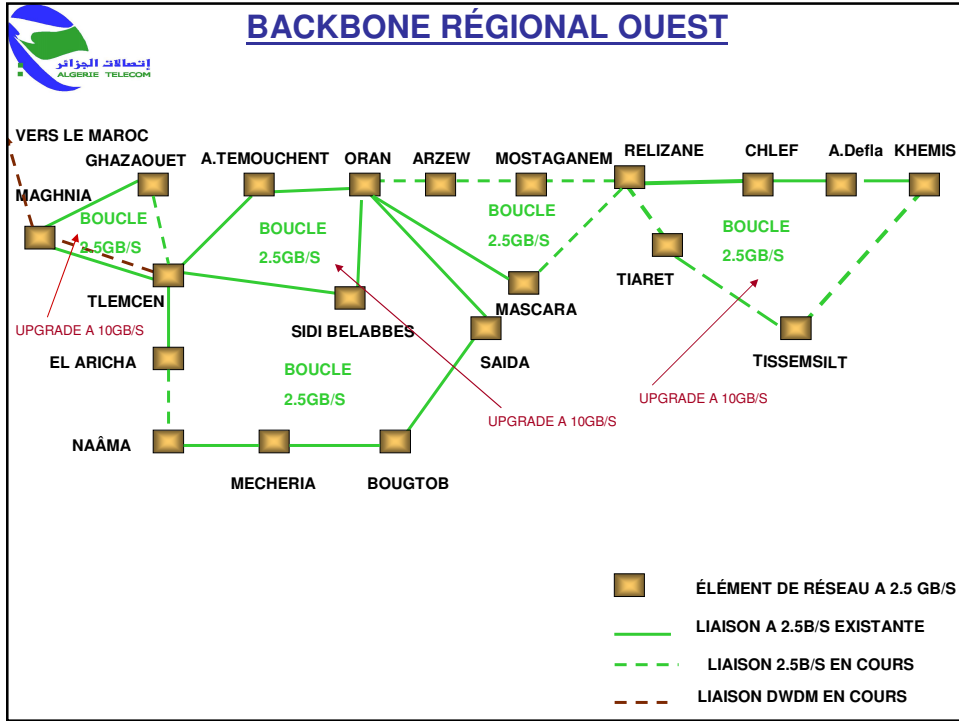 BACKBONE RÉGIONAL OUEST
إتصالات الجزائر
ALGERIE TELECOM
VERS LE MAROC
GHAZAOUET
A.TEMOUCHENT
ORAN
ARZEW
MOSTAGANEM
RELIZANE
CHLEF
A.Defla
KHEMIS
MAGHNIA
BOUCLE
2.5GB/S
BOUCLE
2.5GB/S
BOUCLE
2.5GB/S
BOUCLE
2.5GB/S
TLEMCEN
SIDI BELABBES
MASCARA
TIARET
UPGRADE A 10GB/S
EL ARICHA
BOUCLE
2.5GB/S
SAIDA
TISSEMSILT
UPGRADE A 10GB/S
UPGRADE A 10GB/S
NAÂMA
MECHERIA
BOUGTOB
ÉLÉMENT DE RÉSEAU A 2.5 GB/S
LIAISON A 2.5B/S EXISTANTE
LIAISON 2.5B/S EN COURS
LIAISON DWDM EN COURS